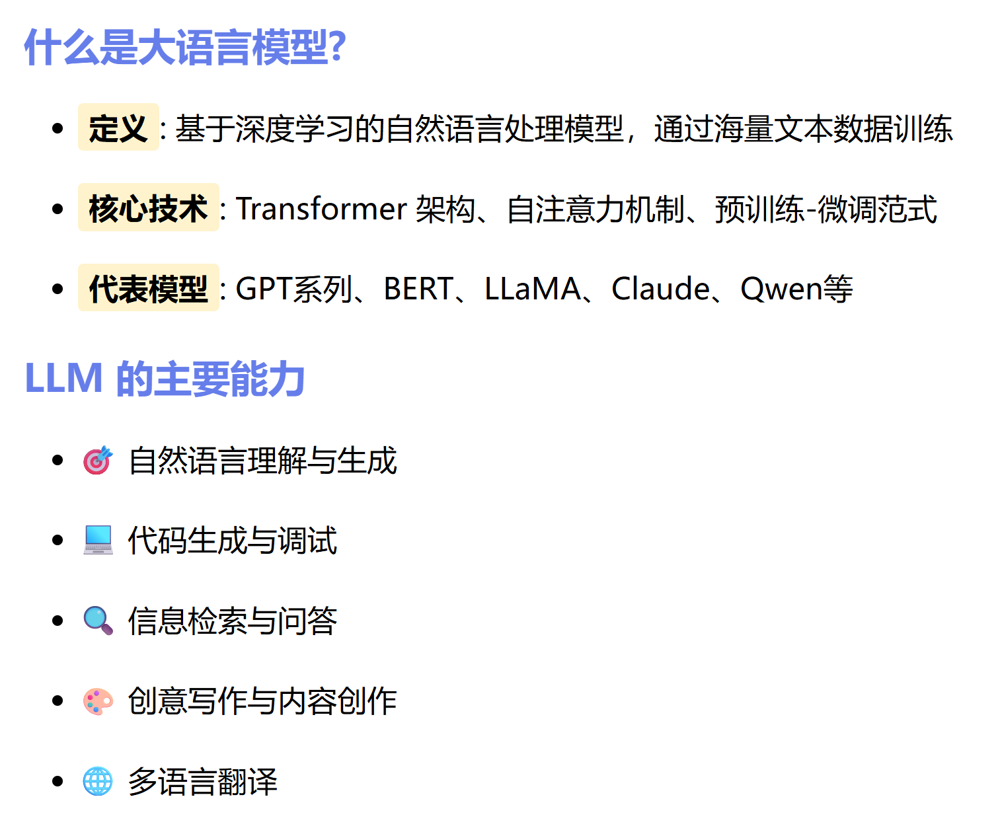 什么是大语言模型?
定义: 基于深度学习的自然语言处理模型，通过海量文本数据训练
核心技术: Transformer 架构、自注意力机制、预训练-微调范式
代表模型: GPT系列、BERT、LLaMA、Claude、Qwen等
LLM 的主要能力
🎯 自然语言理解与生成
💻 代码生成与调试
🔍 信息检索与问答
🎨 创意写作与内容创作
🌐 多语言翻译